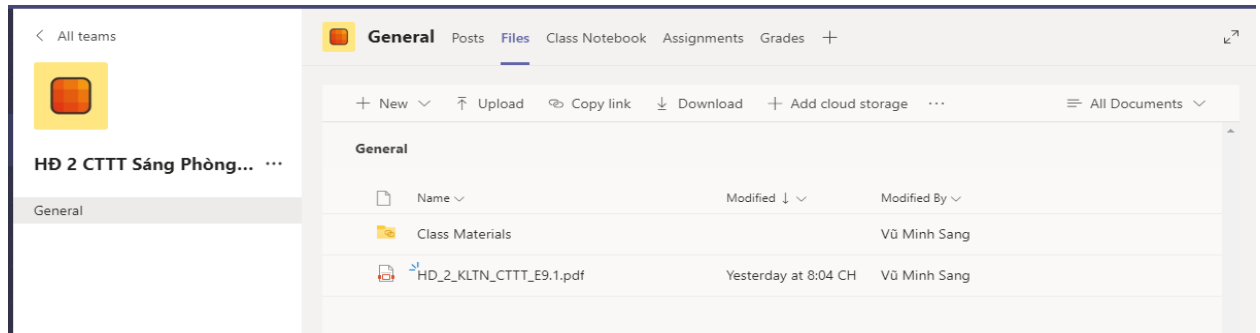 All teams
General Posts Files Class Notebook Assignments Grades
New Upload Copy link Download Add cloud storage ... All Documents
General
HĐ 2 CTTT Sáng Phòng... ...
Name Modified ↓ Modified By
General
Class Materials Vũ Minh Sang
HD_2_KLTN_CTTT_E9.1.pdf Yesterday at 8:04 CH Vũ Minh Sang